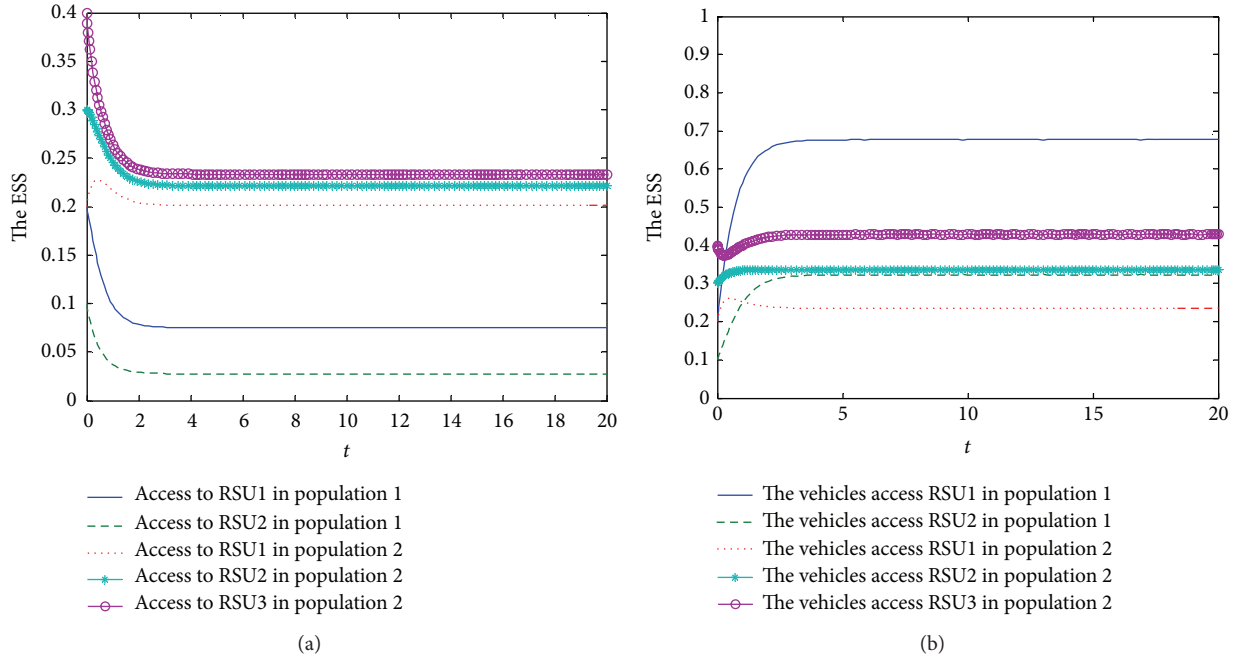 0.4
0.35
0.3
0.25
0.2
0.15
0.1
0.05
0
The ESS
0 2 4 6 8 10 12 14 16 18 20
t
Access to RSU1 in population 1
Access to RSU2 in population 1
Access to RSU1 in population 2
Access to RSU2 in population 2
Access to RSU3 in population 2
(a)
1
0.9
0.8
0.7
0.6
0.5
0.4
0.3
0.2
0.1
0
The ESS
0 5 10 15 20
t
The vehicles access RSU1 in population 1
The vehicles access RSU2 in population 1
The vehicles access RSU1 in population 2
The vehicles access RSU2 in population 2
The vehicles access RSU3 in population 2
(b)